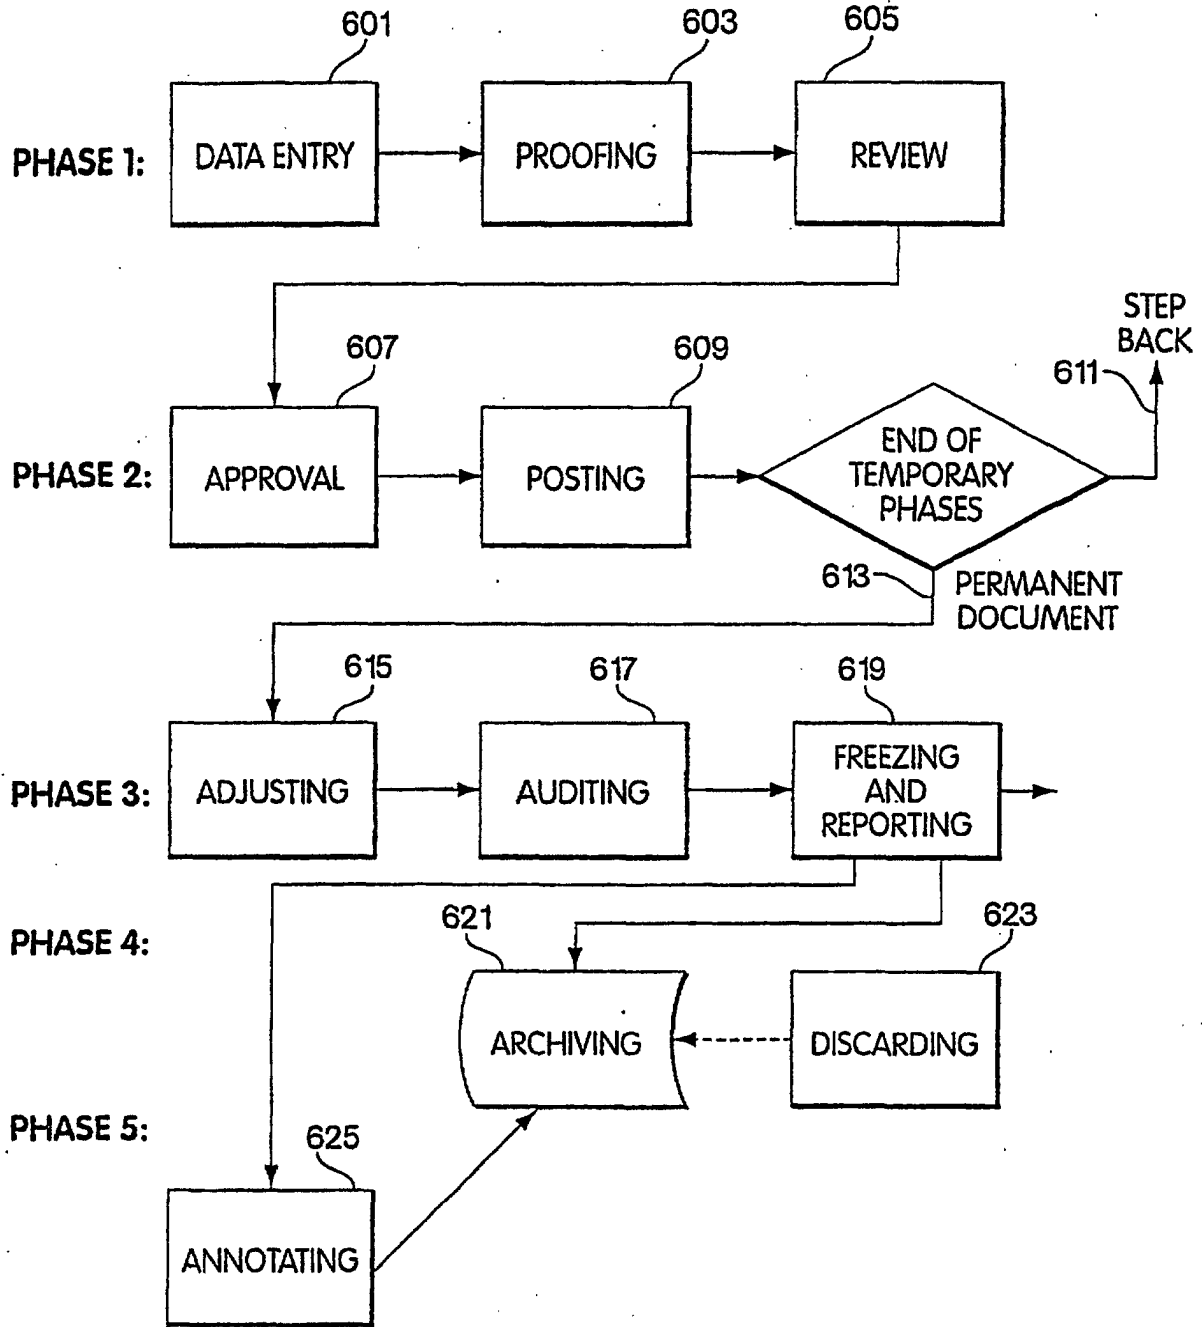 601
603
605
PHASE 1:
DATA ENTRY
PROOFING
REVIEW
STEP
BACK
607
609
611
PHASE 2:
APPROVAL
POSTING
END OF
TEMPORARY
PHASES
613
PERMANENT
DOCUMENT
615
617
619
PHASE 3:
ADJUSTING
AUDITING
FREEZING
AND
REPORTING
PHASE 4:
621
623
ARCHIVING
DISCARDING
PHASE 5:
625
ANNOTATING